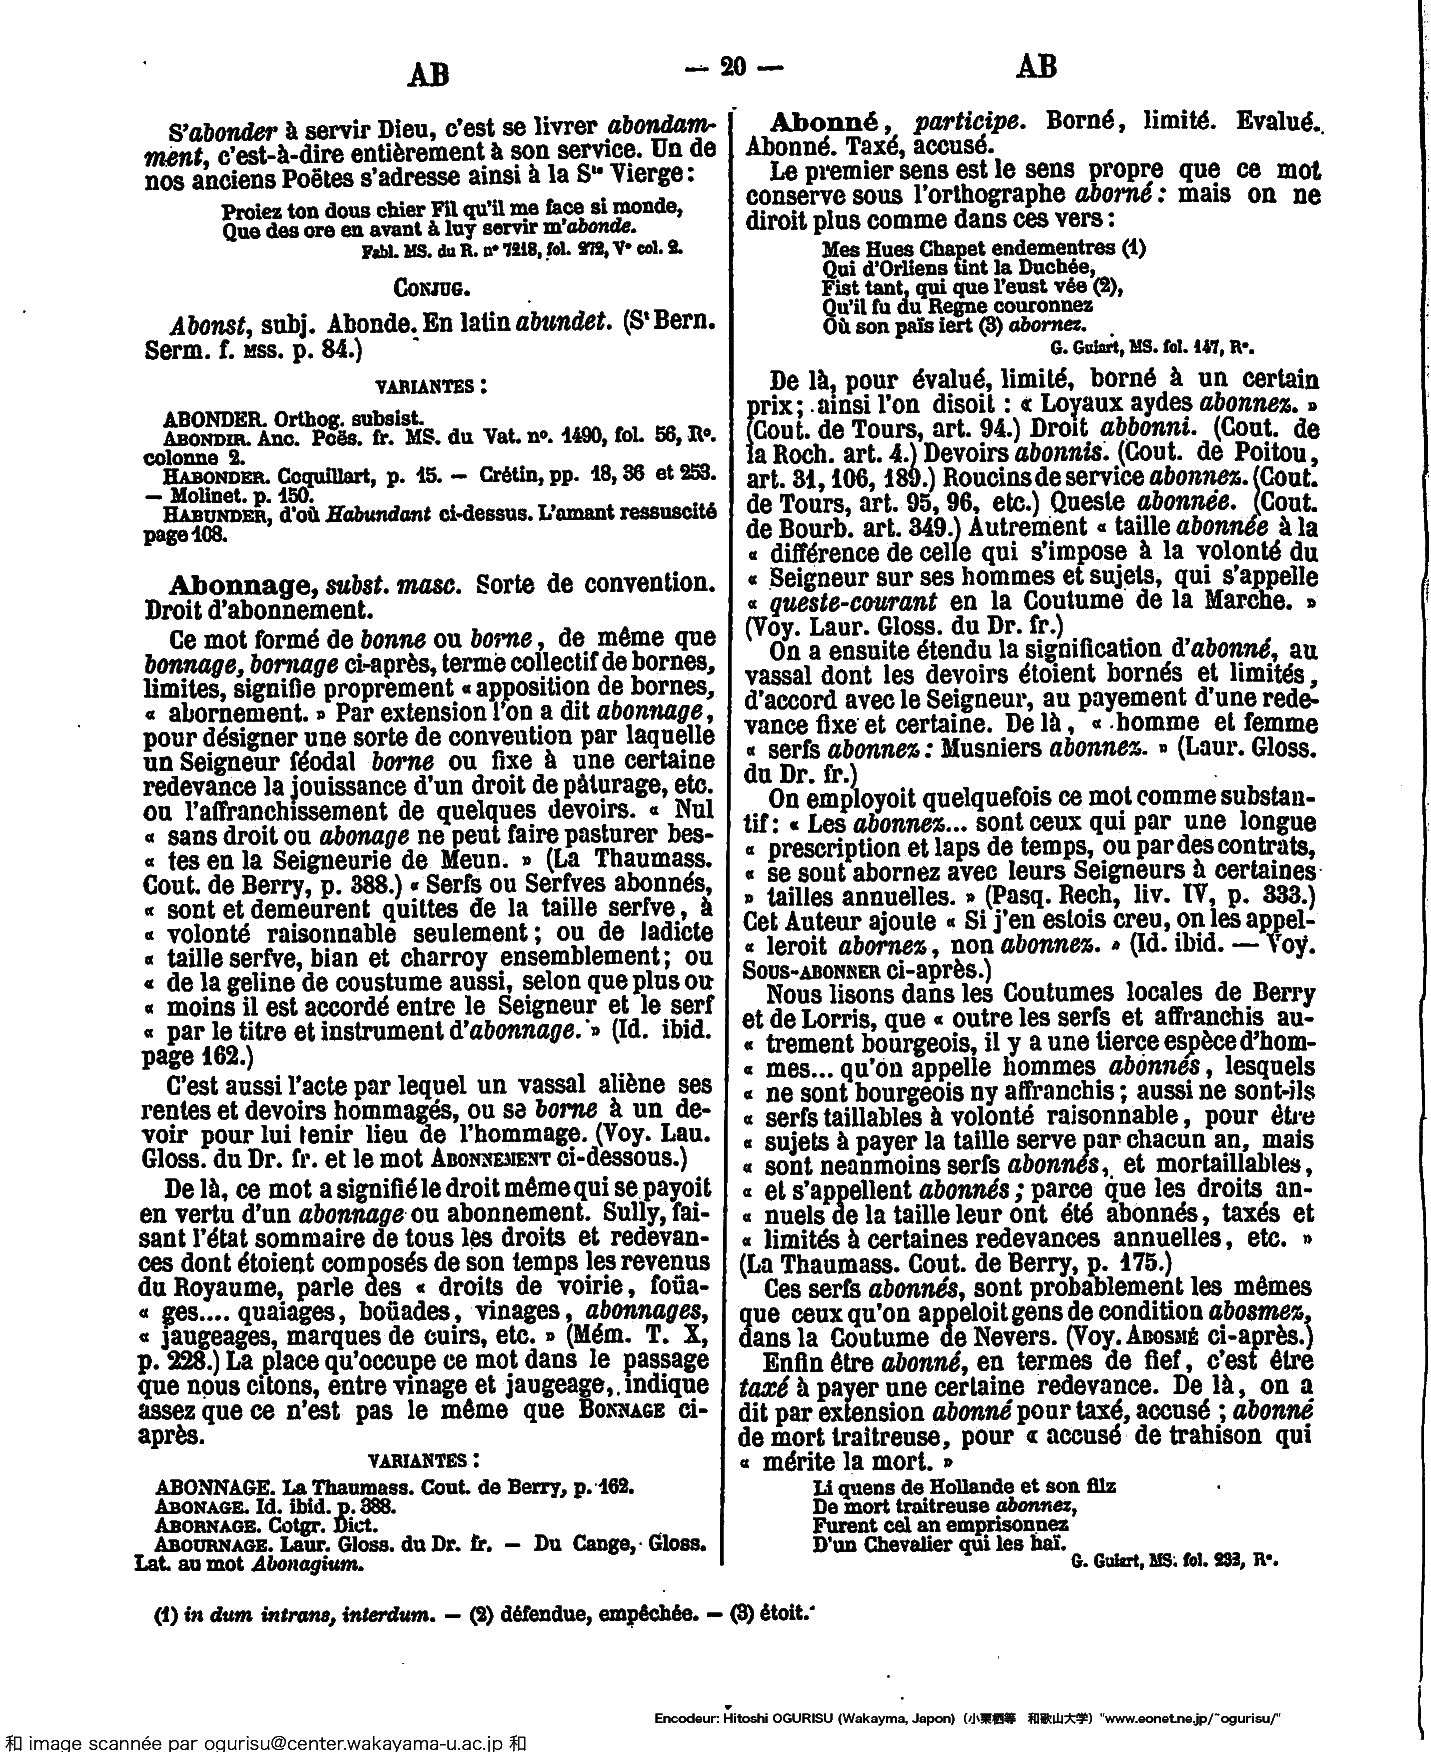 AB — 20 — AB
S'abonder à servir Dieu, c'est se livrer abondam-
ment, c'est-à-dire entièrement à son service. Un de
nos anciens Poëtes s'adresse ainsi à la Ste Vierge :
Proiez ton dous chier Fil qu'il me face si monde,
Que des ore en avant à luy servir m'abonde.
Fabl. MS. du R. n° 7218, fol. 272, V° col. 2.
CONJUG.
Abonst, subj. Abonde. En latin abundet. (St Bern.
Serm. f. MSS. p. 84.)
VARIANTES :
ABONDER. Orthog. subsist.
ABONDIR. Anc. Poës. fr. MS. du Vat. n°. 1490, fol. 56, R°.
colonne 2.
HABONDER. Coquillart, p. 15. — Crétin, pp. 18, 36 et 253.
— Molinet. p. 150.
HABUNDER, d'où Habundant ci-dessus. L'amant ressuscité
page 108.
Abonnage, subst. masc. Sorte de convention.
Droit d'abonnement.
Ce mot formé de bonne ou borne, de même que
bonnage, bornage ci-après, terme collectif de bornes,
limites, signifie proprement « apposition de bornes,
« abornement. » Par extension l'on a dit abonnage,
pour désigner une sorte de convention par laquelle
un Seigneur féodal borne ou fixe à une certaine
redevance la jouissance d'un droit de pâturage, etc.
ou l'affranchissement de quelques devoirs. « Nul
« sans droit ou abonage ne peut faire pasturer bes-
« tes en la Seigneurie de Meun. » (La Thaumass.
Cout. de Berry, p. 388.) « Serfs ou Serfves abonnés,
« sont et demeurent quittes de la taille serfve, à
« volonté raisonnable seulement ; ou de ladicte
« taille serfve, bian et charroy ensemblement ; ou
« de la geline de coustume aussi, selon que plus ou
« moins il est accordé entre le Seigneur et le serf
« par le titre et instrument d'abonnage. » (Id. ibid.
page 162.)
C'est aussi l'acte par lequel un vassal aliène ses
rentes et devoirs hommagés, ou se borne à un de-
voir pour lui tenir lieu de l'hommage. (Voy. Lau.
Gloss. du Dr. fr. et le mot ABONNEMENT ci-dessous.)
De là, ce mot a signifié le droit même qui se payoit
en vertu d'un abonnage ou abonnement. Sully, fai-
sant l'état sommaire de tous les droits et redevan-
ces dont étoient composés de son temps les revenus
du Royaume, parle des « droits de voirie, foüa-
« ges.... quaiages, boüades, vinages, abonnages,
« jaugeages, marques de cuirs, etc. » (Mém. T. X,
p. 228.) La place qu'occupe ce mot dans le passage
que nous citons, entre vinage et jaugeage, indique
assez que ce n'est pas le même que BONNAGE ci-
après.
VARIANTES :
ABONNAGE. La Thaumass. Cout. de Berry, p. 162.
ABONAGE. Id. ibid. p. 388.
ABORNAGE. Cotgr. Dict.
ABOURNAGE. Laur. Gloss. du Dr. fr. — Du Cange, Gloss.
Lat. au mot Abonagium.
Abonné, participe. Borné, limité. Evalué.
Abonné. Taxé, accusé.
Le premier sens est le sens propre que ce mot
conserve sous l'orthographe aborné : mais on ne
diroit plus comme dans ces vers :
Mes Hues Chapet endementres (1)
Qui d'Orliens tint la Duchée,
Fist tant, qui que l'eust vée (2),
Qu'il fu du Regne couronnez
Où son païs iert (3) abornez.
G. Guiart, MS. fol. 147, R°.
De là, pour évalué, limité, borné à un certain
prix ; ainsi l'on disoit : « Loyaux aydes abonnez. »
(Cout. de Tours, art. 94.) Droit abbonni. (Cout. de
la Roch. art. 4.) Devoirs abonnis. (Cout. de Poitou,
art. 31, 106, 189.) Roucins de service abonnez. (Cout.
de Tours, art. 95, 96, etc.) Queste abonnée. (Cout.
de Bourb. art. 349.) Autrement « taille abonnée à la
« différence de celle qui s'impose à la volonté du
« Seigneur sur ses hommes et sujets, qui s'appelle
« queste-courant en la Coutume de la Marche. »
(Voy. Laur. Gloss. du Dr. fr.)
On a ensuite étendu la signification d'abonné, au
vassal dont les devoirs étoient bornés et limités,
d'accord avec le Seigneur, au payement d'une rede-
vance fixe et certaine. De là, « homme et femme
« serfs abonnez : Musniers abonnez. » (Laur. Gloss.
du Dr. fr.)
On employoit quelquefois ce mot comme substan-
tif : « Les abonnez... sont ceux qui par une longue
« prescription et laps de temps, ou par des contrats,
« se sont abornez avec leurs Seigneurs à certaines
» tailles annuelles. » (Pasq. Rech, liv. IV, p. 333.)
Cet Auteur ajoute « Si j'en estois creu, on les appel-
« leroit abornez, non abonnez. » (Id. ibid. — Voy.
SOUS-ABONNER ci-après.)
Nous lisons dans les Coutumes locales de Berry
et de Lorris, que « outre les serfs et affranchis au-
« trement bourgeois, il y a une tierce espèce d'hom-
« mes... qu'on appelle hommes abonnés, lesquels
« ne sont bourgeois ny affranchis ; aussi ne sont-ils
« serfs taillables à volonté raisonnable, pour être
« sujets à payer la taille serve par chacun an, mais
« sont neanmoins serfs abonnés, et mortaillables,
« et s'appellent abonnés ; parce que les droits an-
« nuels de la taille leur ont été abonnés, taxés et
« limités à certaines redevances annuelles, etc. »
(La Thaumass. Cout. de Berry, p. 175.)
Ces serfs abonnés, sont probablement les mêmes
que ceux qu'on appeloit gens de condition abosmez,
dans la Coutume de Nevers. (Voy. ABOSMÉ ci-après.)
Enfin être abonné, en termes de fief, c'est être
taxé à payer une certaine redevance. De là, on a
dit par extension abonné pour taxé, accusé ; abonné
de mort traitreuse, pour « accusé de trahison qui
« mérite la mort. »
Li quens de Hollande et son filz
De mort traitreuse abonnez,
Furent cel an emprisonnez
D'un Chevalier qui les haï.
G. Guiart, MS. fol. 233, R°.
(1) in dum intrans, interdum. — (2) défendue, empêchée. — (3) étoit.
Encodeur: Hitoshi OGURISU (Wakayma, Japon) (小栗栖等 和歌山大学) "www.eonet.ne.jp/~ogurisu/"
和 image scannée par ogurisu@center.wakayama-u.ac.jp 和